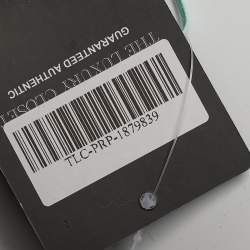 GUARANTEED AUTHENTIC
THE LUXURY CLOSET
TLC-PRP-1879839